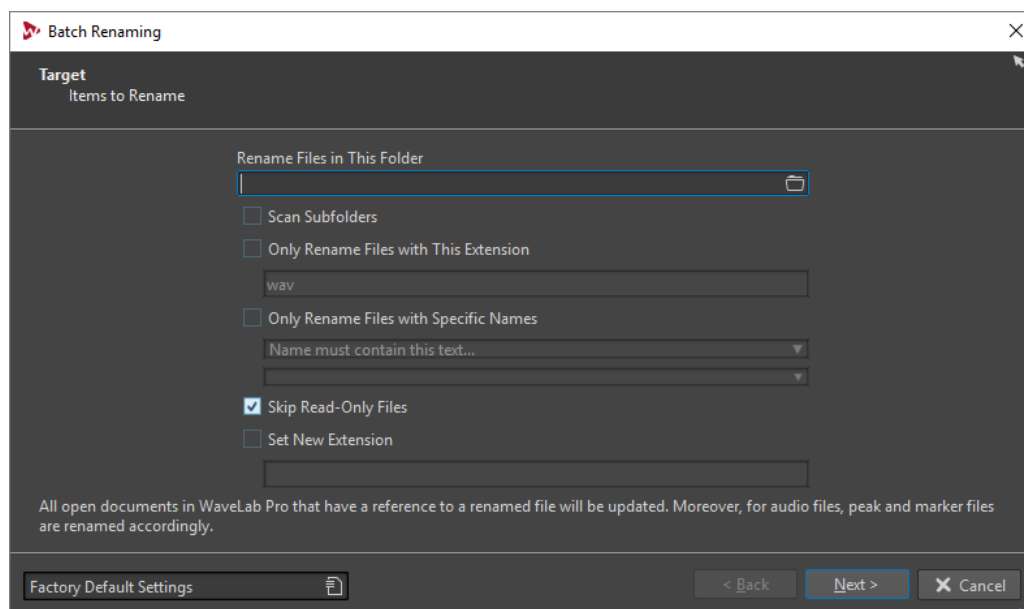 Batch Renaming
Target
Items to Rename
Rename Files in This Folder
Scan Subfolders
Only Rename Files with This Extension
wav
Only Rename Files with Specific Names
Name must contain this text...
Skip Read-Only Files
Set New Extension
All open documents in WaveLab Pro that have a reference to a renamed file will be updated. Moreover, for audio files, peak and marker files
are renamed accordingly.
Factory Default Settings
< Back Next > Cancel